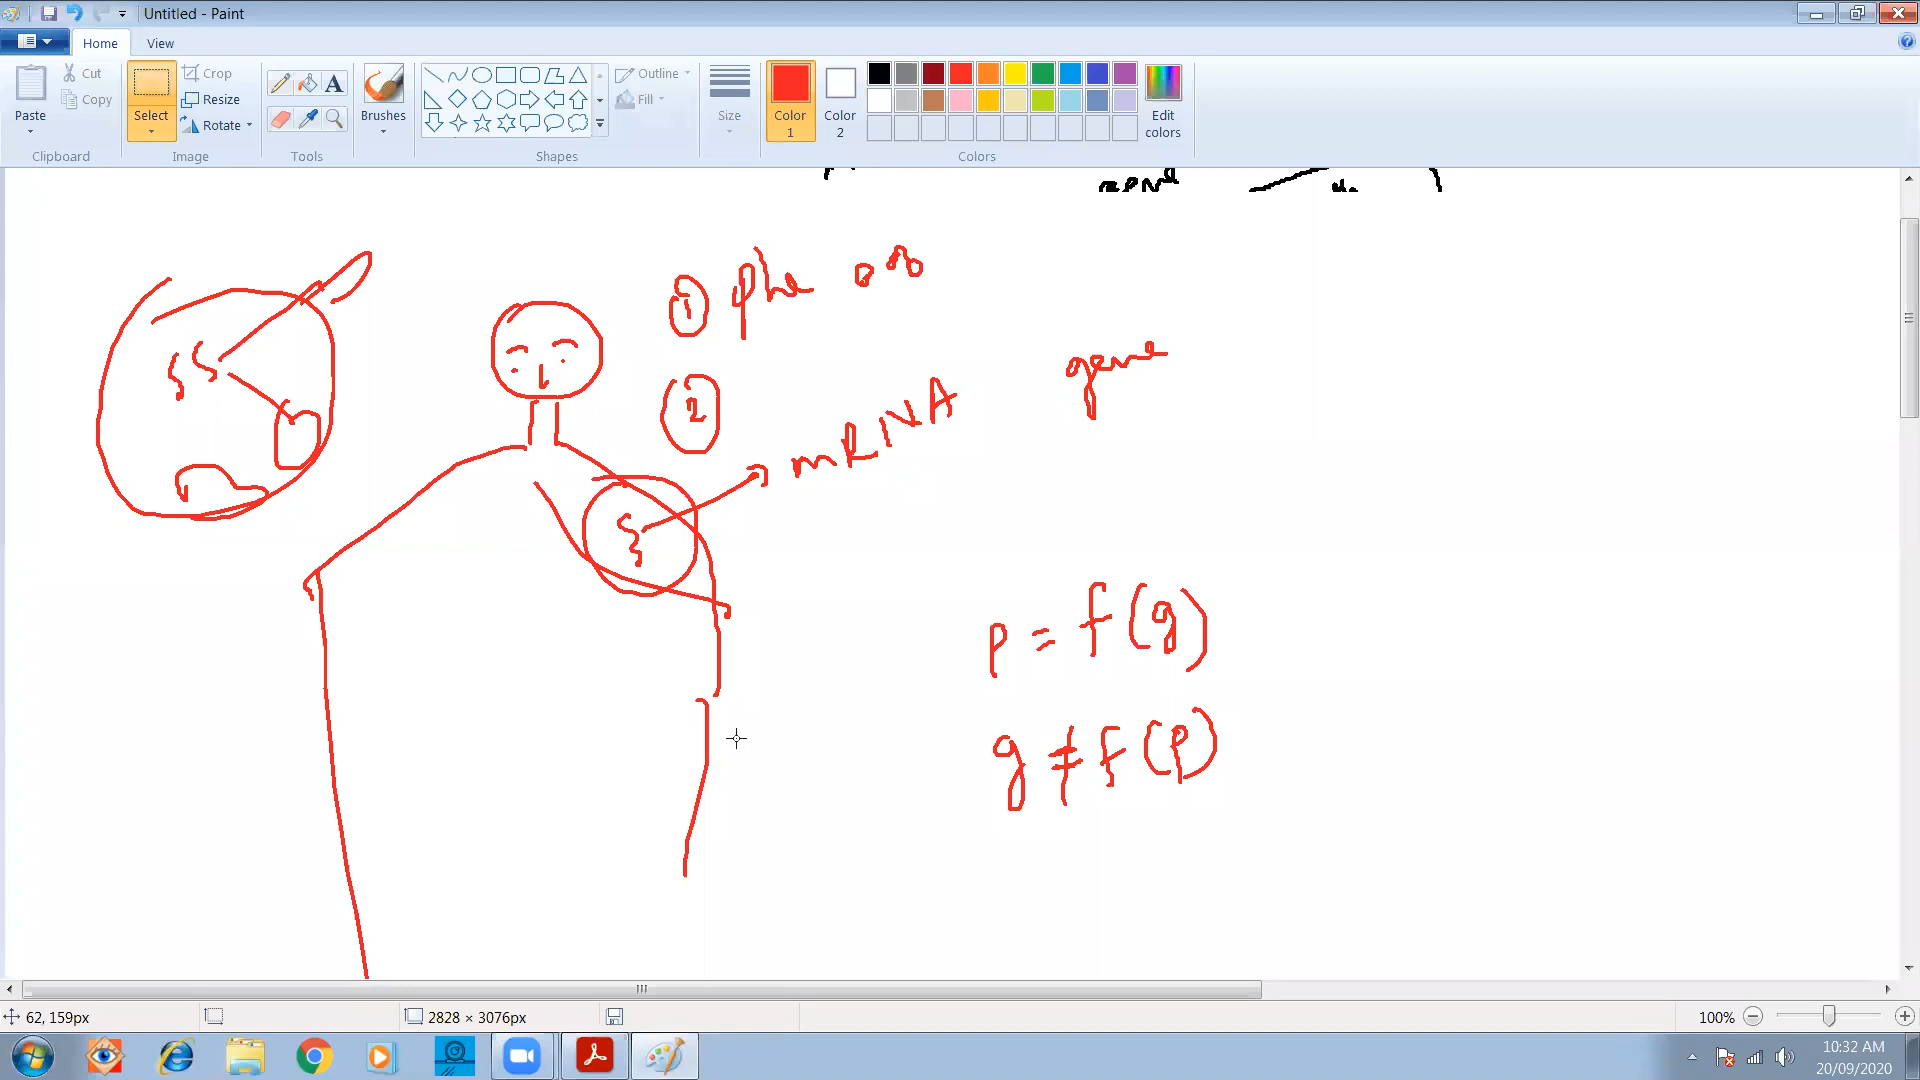 Untitled - Paint
Home View
Cut
Copy
Paste
Clipboard
Select
Crop
Resize
Rotate
Image
A
Tools
Brushes
Shapes
Outline
Fill
Size
Color 1
Color 2
Edit colors
Colors
gene
1 phe
gene
2
mRNA
p = f(g)
g ≠ f(p)
62, 159px
2828 × 3076px
100%
10:32 AM
20/09/2020